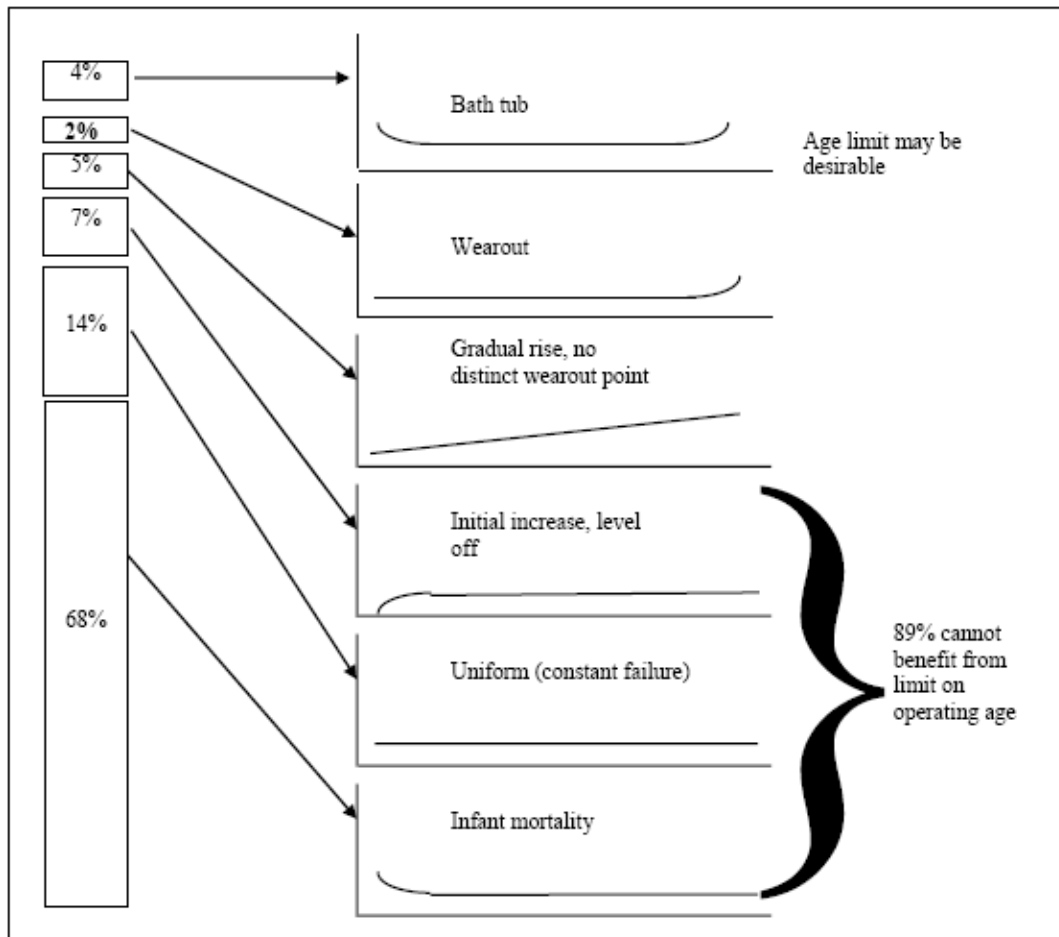 4%
Bath tub
2%
Age limit may be
desirable
5%
7%
Wearout
14%
Gradual rise, no
distinct wearout point
Initial increase, level
off
68%
89% cannot
benefit from
limit on
operating age
Uniform (constant failure)
Infant mortality